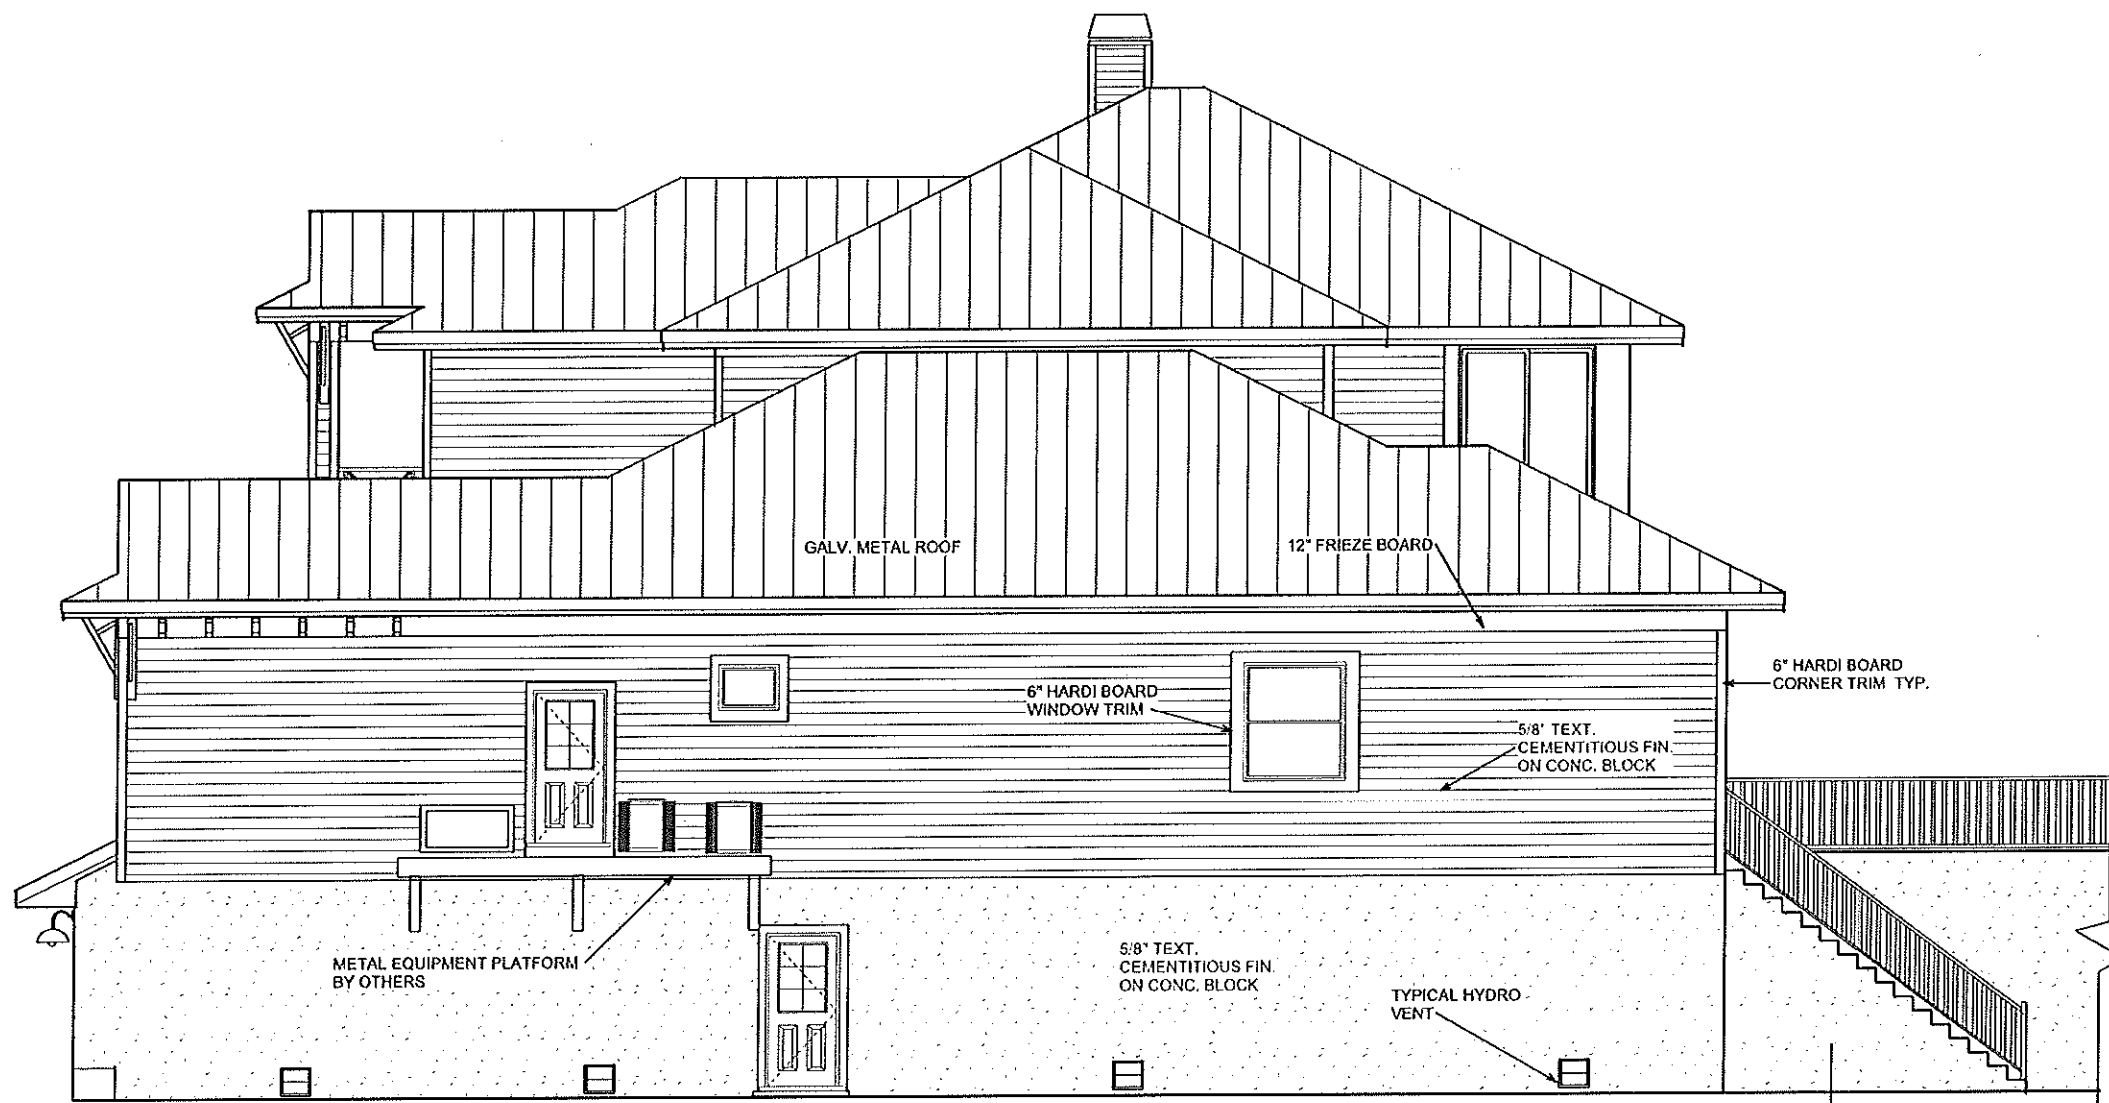 GALV. METAL ROOF
12" FRIEZE BOARD
6" HARDI BOARD
CORNER TRIM TYP.
6" HARDI BOARD
WINDOW TRIM
5/8" TEXT.
CEMENTITIOUS FIN.
ON CONC. BLOCK
METAL EQUIPMENT PLATFORM
BY OTHERS
5/8" TEXT.
CEMENTITIOUS FIN.
ON CONC. BLOCK
TYPICAL HYDRO
VENT